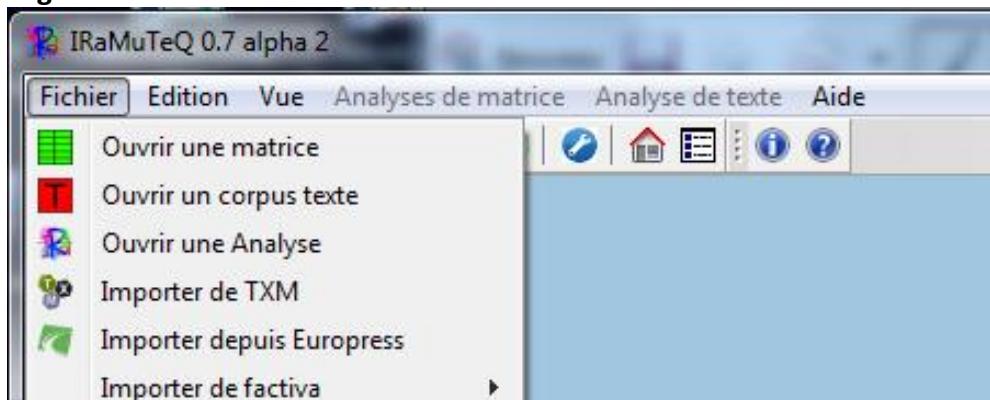 IRaMuTeQ 0.7 alpha 2
Fichier Edition Vue Analyses de matrice Analyse de texte Aide
Ouvrir une matrice
Ouvrir un corpus texte
Ouvrir une Analyse
Importer de TXM
Importer depuis Europress
Importer de factiva